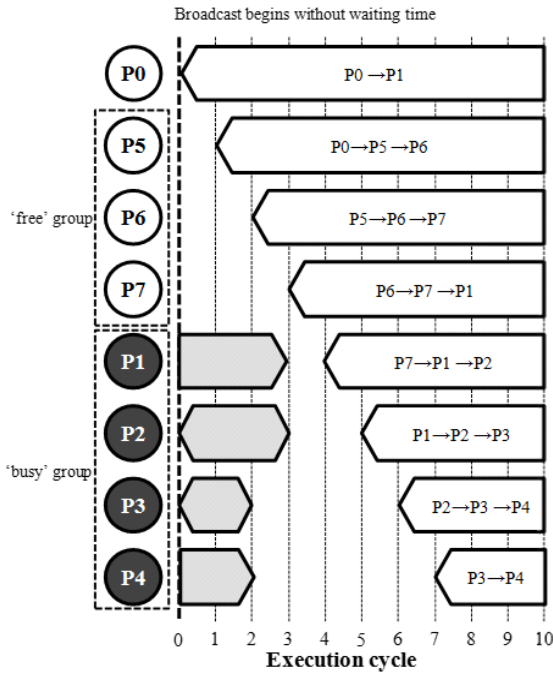 Broadcast begins without waiting time
P0
P0 →P1
P5
P0→P5 →P6
'free' group
P6
P5→P6 →P7
P7
P6→P7 →P1
P1
P7→P1 →P2
P2
P1→P2 →P3
'busy' group
P3
P2→P3 →P4
P4
P3→P4
0 1 2 3 4 5 6 7 8 9 10
Execution cycle